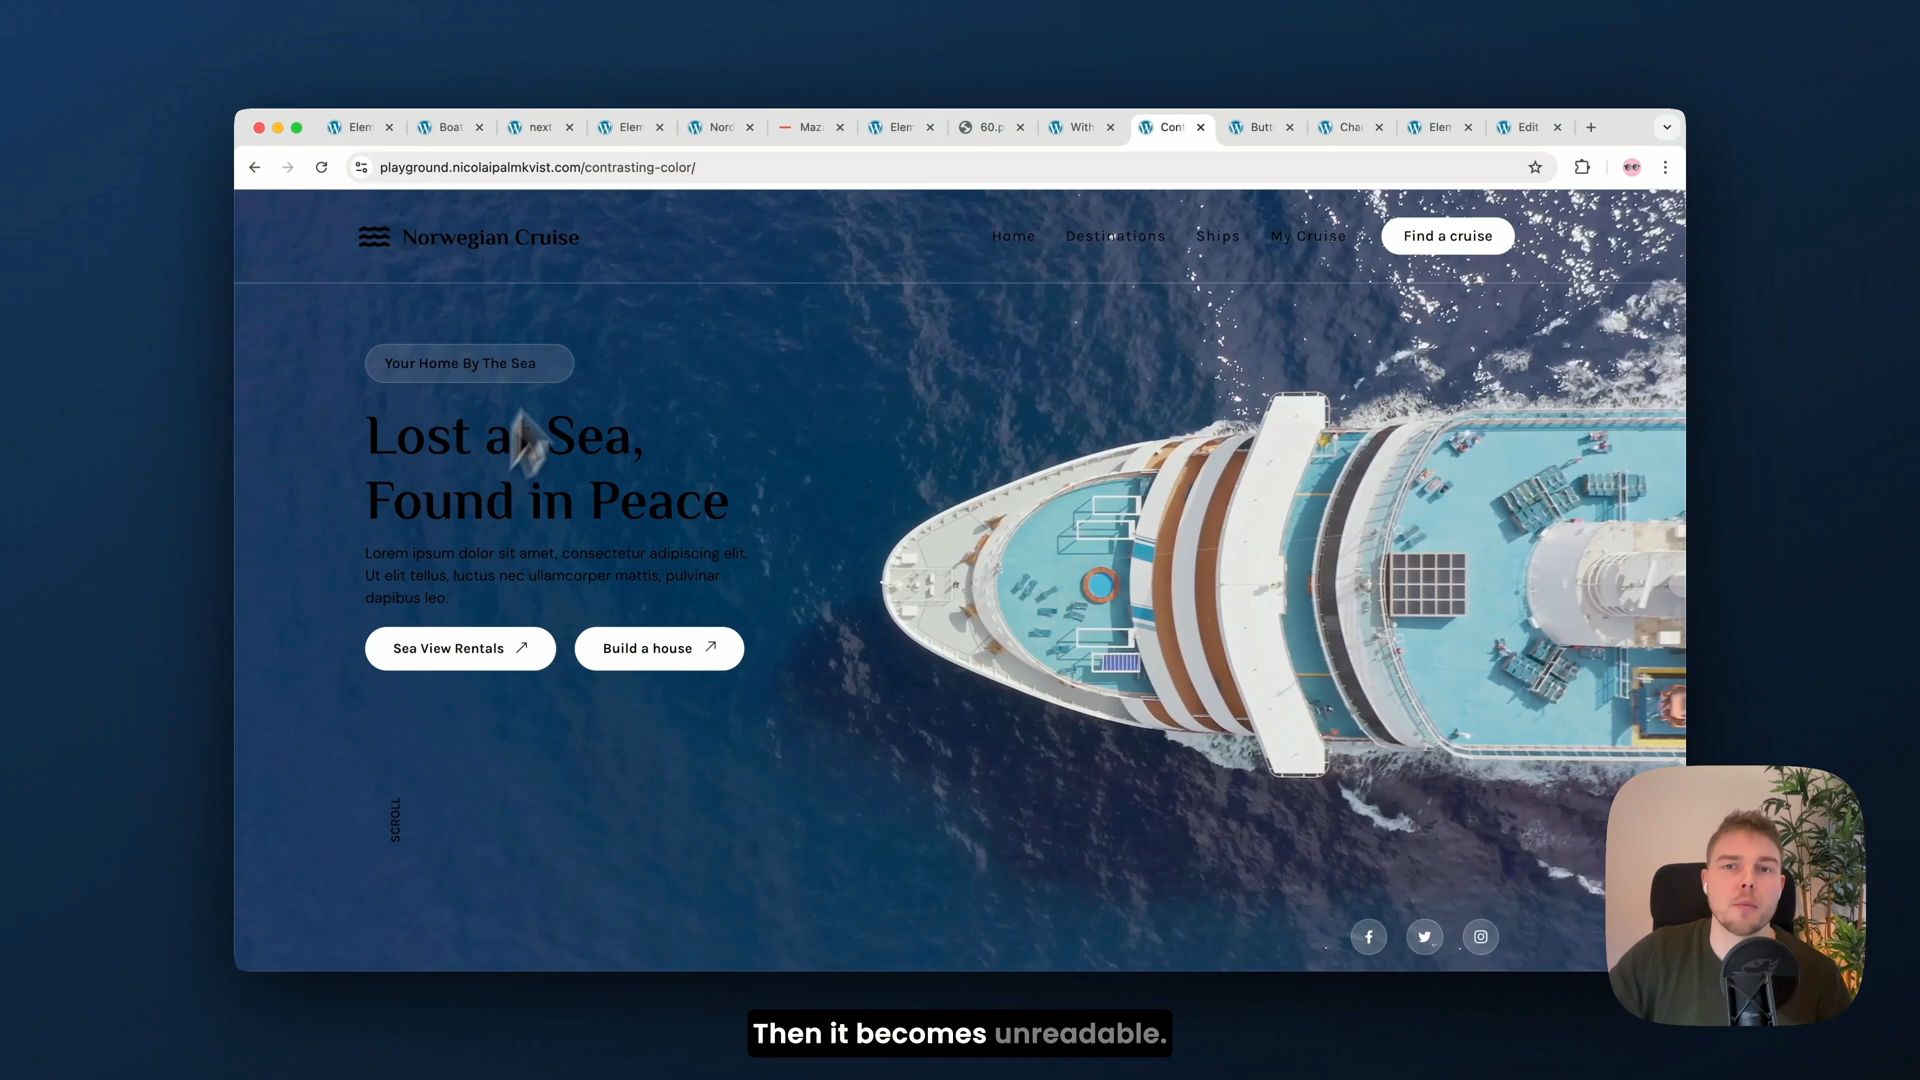 Elem
Boat
next
Elem
Nord
Maz
Elem
60.p
With
Cont
Butt
Cha
Elem
Edit
playground.nicolaipalmkvist.com/contrasting-color/
Norwegian Cruise
Home
Destinations
Ships
My Cruise
Find a cruise
Your Home By The Sea
Lost a Sea,
Found in Peace
Lorem ipsum dolor sit amet, consectetur adipiscing elit.
Ut elit tellus, luctus nec ullamcorper mattis, pulvinar
dapibus leo.
Sea View Rentals
Build a house
SCROLL
Then it becomes unreadable.